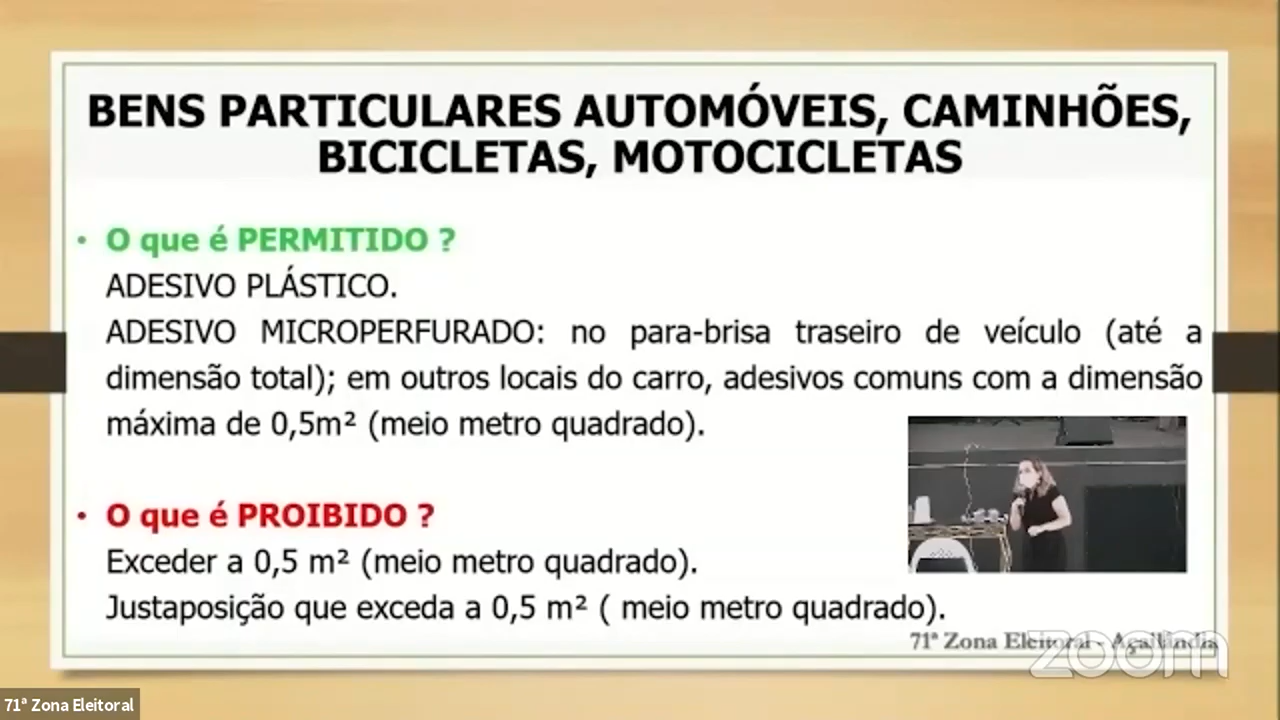 BENS PARTICULARES AUTOMÓVEIS, CAMINHÕES,
BICICLETAS, MOTOCICLETAS
• O que é PERMITIDO ?
ADESIVO PLÁSTICO.
ADESIVO MICROPERFURADO: no para-brisa traseiro de veículo (até a
dimensão total); em outros locais do carro, adesivos comuns com a dimensão
máxima de 0,5m² (meio metro quadrado).
• O que é PROIBIDO ?
Exceder a 0,5 m² (meio metro quadrado).
Justaposição que exceda a 0,5 m² ( meio metro quadrado).
71ª Zona Eleitoral - Açailândia
zoom
71ª Zona Eleitoral